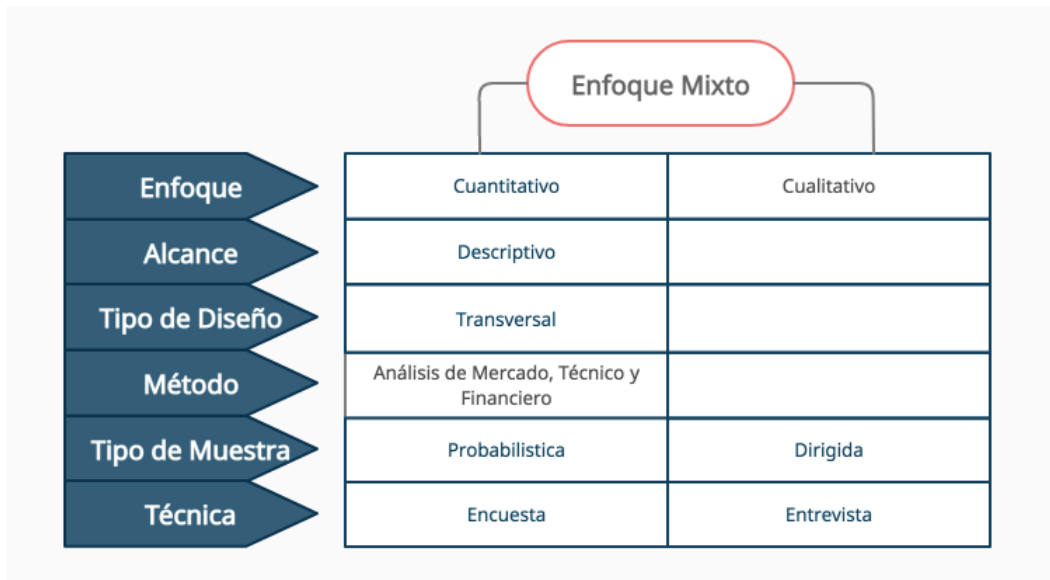 Enfoque Mixto
Enfoque
Cuantitativo
Cualitativo
Alcance
Descriptivo
Tipo de Diseño
Transversal
Método
Análisis de Mercado, Técnico y
Financiero
Tipo de Muestra
Probabilistica
Dirigida
Técnica
Encuesta
Entrevista